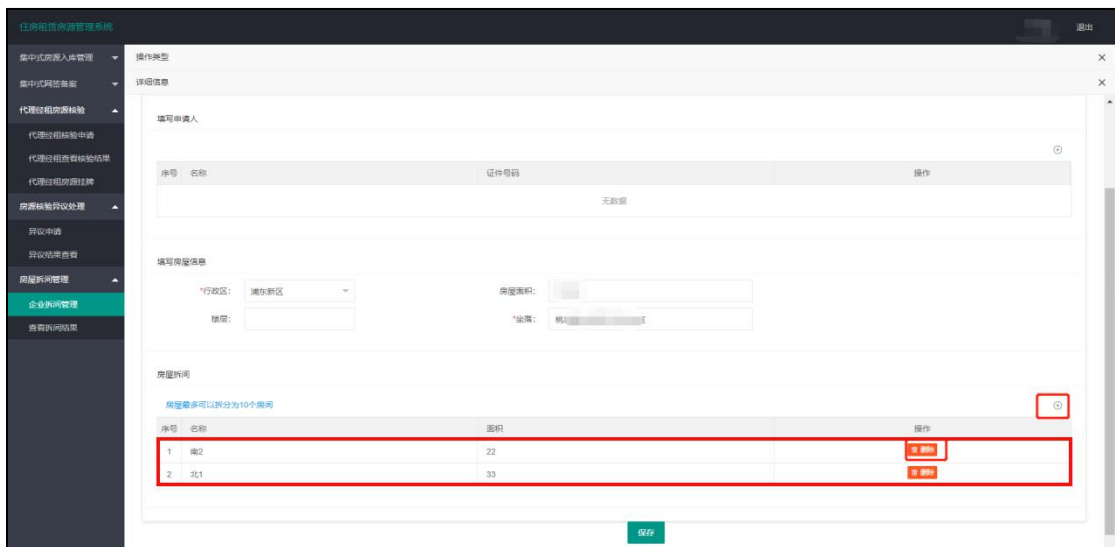 住房租赁房源管理系统
退出
集中式房源入库管理
集中式网签备案
代理经租房源核验
代理经租核验申请
代理经租查看核验结果
代理经租房源挂牌
房源核验异议处理
异议申请
异议结果查看
房屋拆间管理
企业拆间管理
查看拆间结果
操作类型
详细信息
填写申请人
序号 名称 证件号码 操作
无数据
填写房屋信息
*行政区: 浦东新区 房屋面积:
楼层: *坐落:
房屋拆间
房屋最多可以拆分为10个房间
序号 名称 面积 操作
1 南2 22 删除
2 北1 33 删除
保存